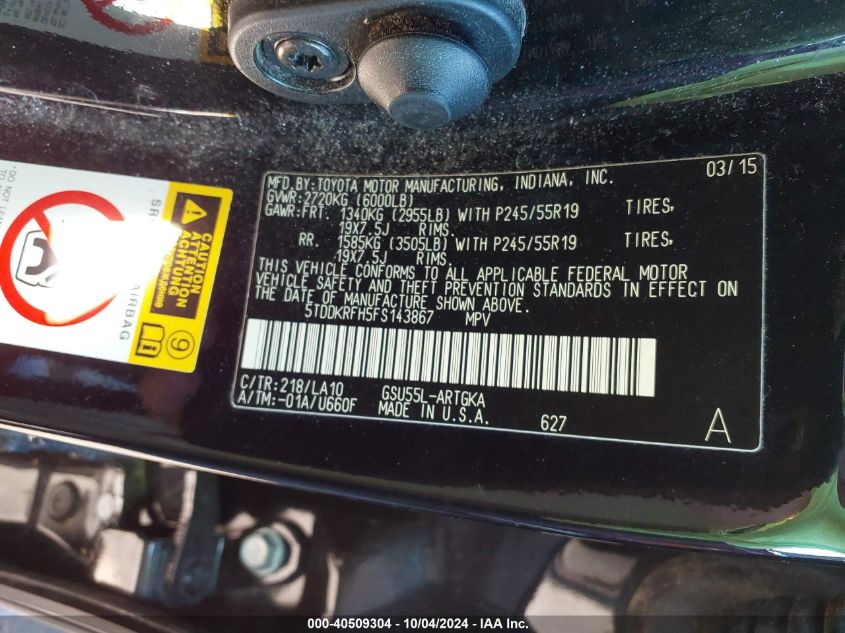 MFD. BY: TOYOTA MOTOR MANUFACTURING, INDIANA, INC. 03/15
GVWR: 2720KG (6000LB)
GAWR: FRT. 1340KG (2955LB) WITH P245/55R19 TIRES,
19X7.5J RIMS.
RR. 1585KG (3505LB) WITH P245/55R19 TIRES,
19X7.5J RIMS.
THIS VEHICLE CONFORMS TO ALL APPLICABLE FEDERAL MOTOR
VEHICLE SAFETY AND THEFT PREVENTION STANDARDS IN EFFECT ON
THE DATE OF MANUFACTURE SHOWN ABOVE.
5TDDKRFH5FS143867 MPV
C/TR: 218/LA10 GSU55L-ARTGKA
A/TM: -01A/U660F MADE IN U.S.A.
627
A
CAUTION
ATTENTION
ACHTUNG
AIRBAG
9
000-40509304 - 10/04/2024 - IAA Inc.